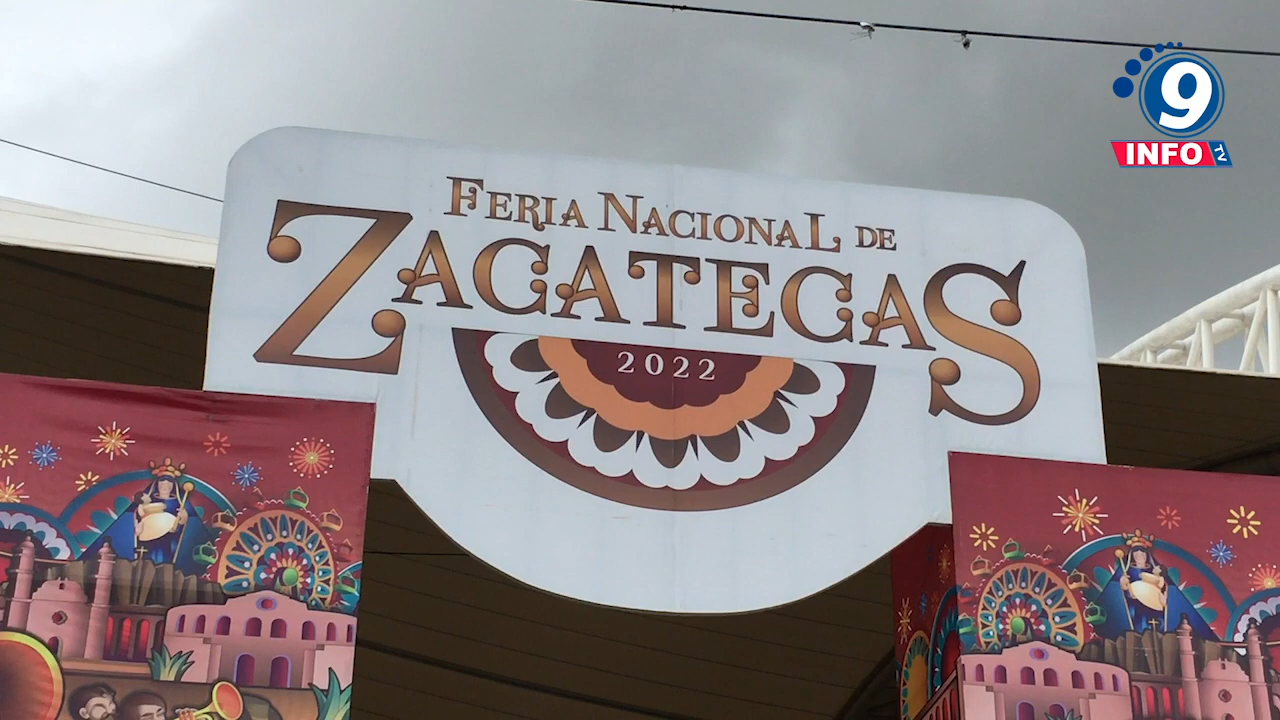 9
INFO TV
FERIA NACIONAL DE
ZACATECAS
2022